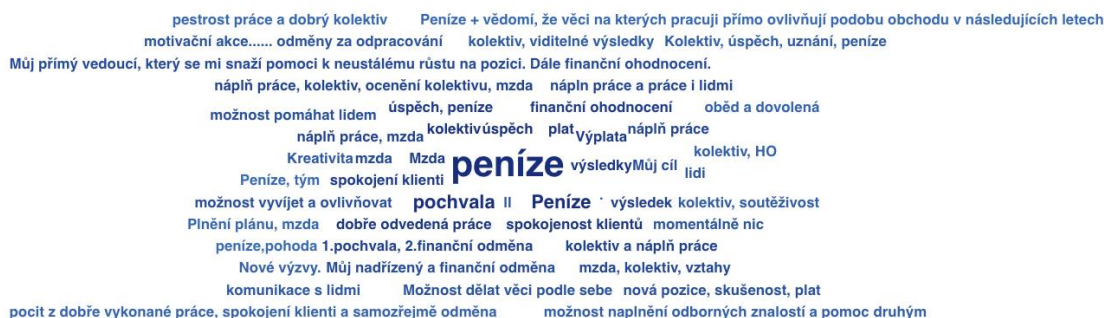 pestrost práce a dobrý kolektiv Peníze + vědomí, že věci na kterých pracuji přímo ovlivňují podobu obchodu v následujících letech
motivační akce...... odměny za odpracování kolektiv, viditelné výsledky Kolektiv, úspěch, uznání, peníze
Můj přímý vedoucí, který se mi snaží pomoci k neustálému růstu na pozici. Dále finanční ohodnocení.
náplň práce, kolektiv, ocenění kolektivu, mzda nápln práce a práce i lidmi
možnost pomáhat lidem úspěch, peníze finanční ohodnocení oběd a dovolená
náplň práce, mzda kolektiv úspěch plat Výplata náplň práce
Kreativita mzda Mzda peníze výsledky Můj cíl kolektiv, HO
Peníze, tým spokojení klienti lidi
možnost vyvíjet a ovlivňovat pochvala II Peníze výsledek kolektiv, soutěživost
Plnění plánu, mzda dobře odvedená práce spokojenost klientů momentálně nic
peníze,pohoda 1.pochvala, 2.finanční odměna kolektiv a náplň práce
Nové výzvy. Můj nadřízený a finanční odměna mzda, kolektiv, vztahy
komunikace s lidmi Možnost dělat věci podle sebe nová pozice, skušenost, plat
pocit z dobře vykonané práce, spokojení klienti a samozřejmě odměna možnost naplnění odborných znalostí a pomoc druhým